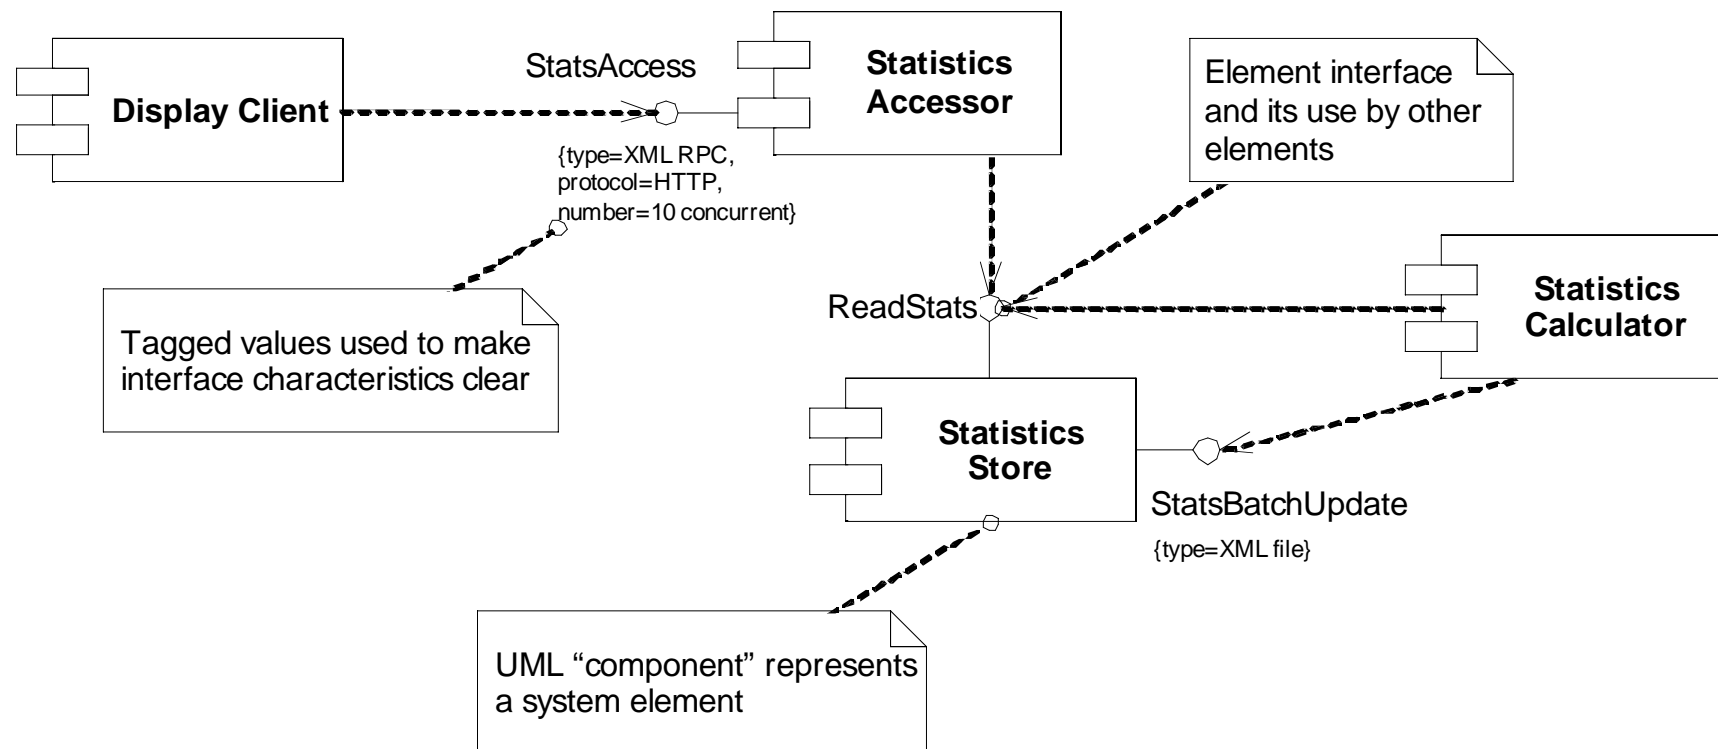 StatsAccess
Display Client
Statistics
Accessor
{type=XML RPC,
protocol=HTTP,
number=10 concurrent}
Element interface
and its use by other
elements
Tagged values used to make
interface characteristics clear
ReadStats
Statistics
Calculator
Statistics
Store
StatsBatchUpdate
{type=XML file}
UML “component” represents
a system element